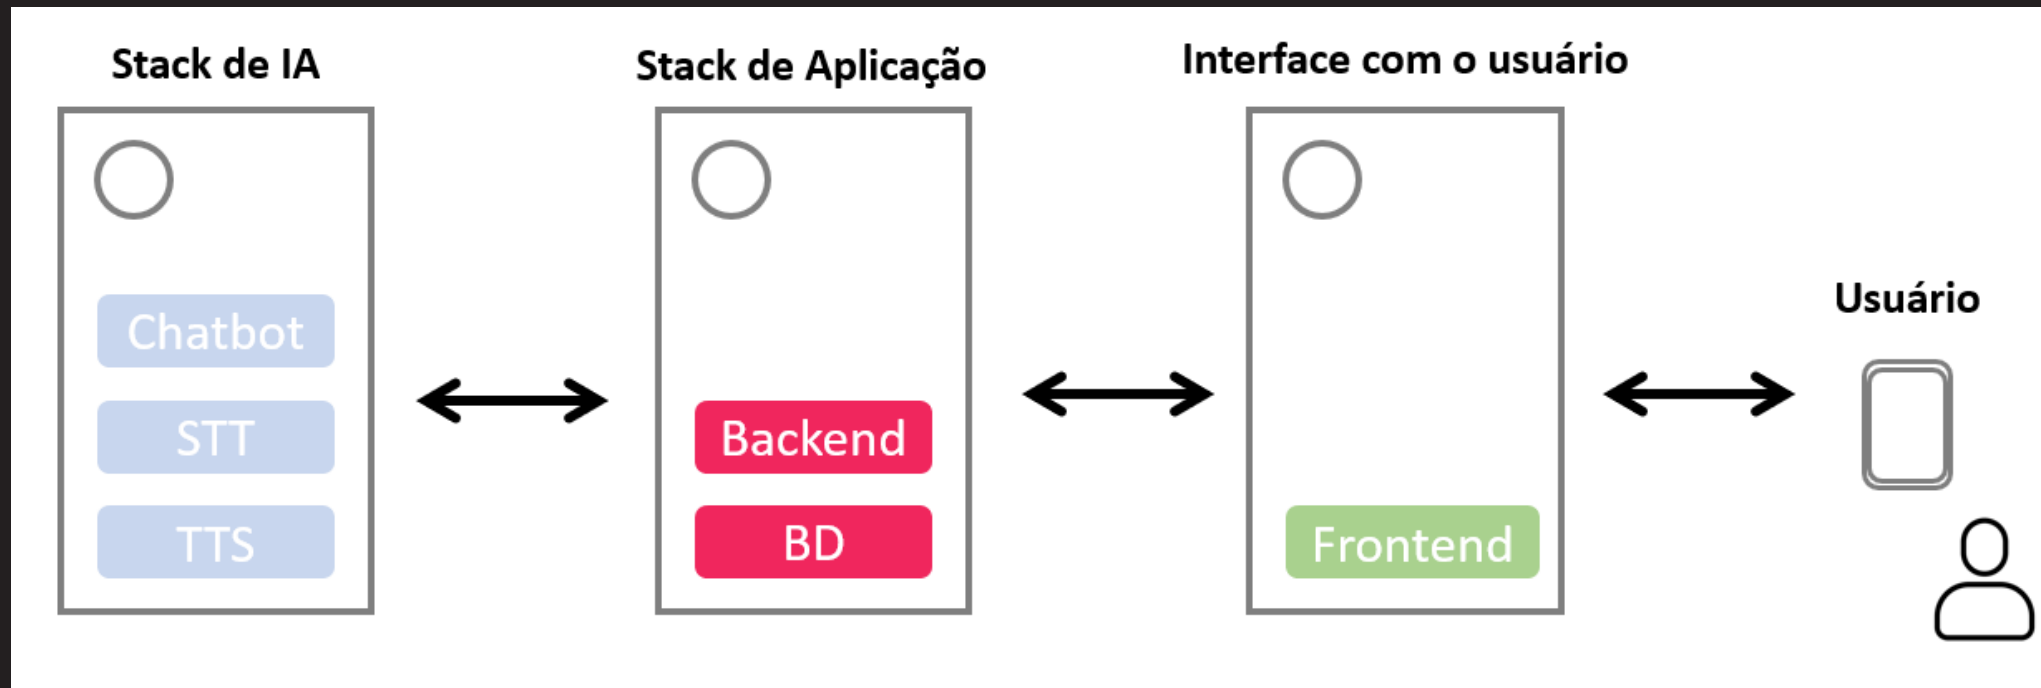 Stack de IA
Chatbot
STT
TTS
Stack de Aplicação
Backend
BD
Interface com o usuário
Frontend
Usuário